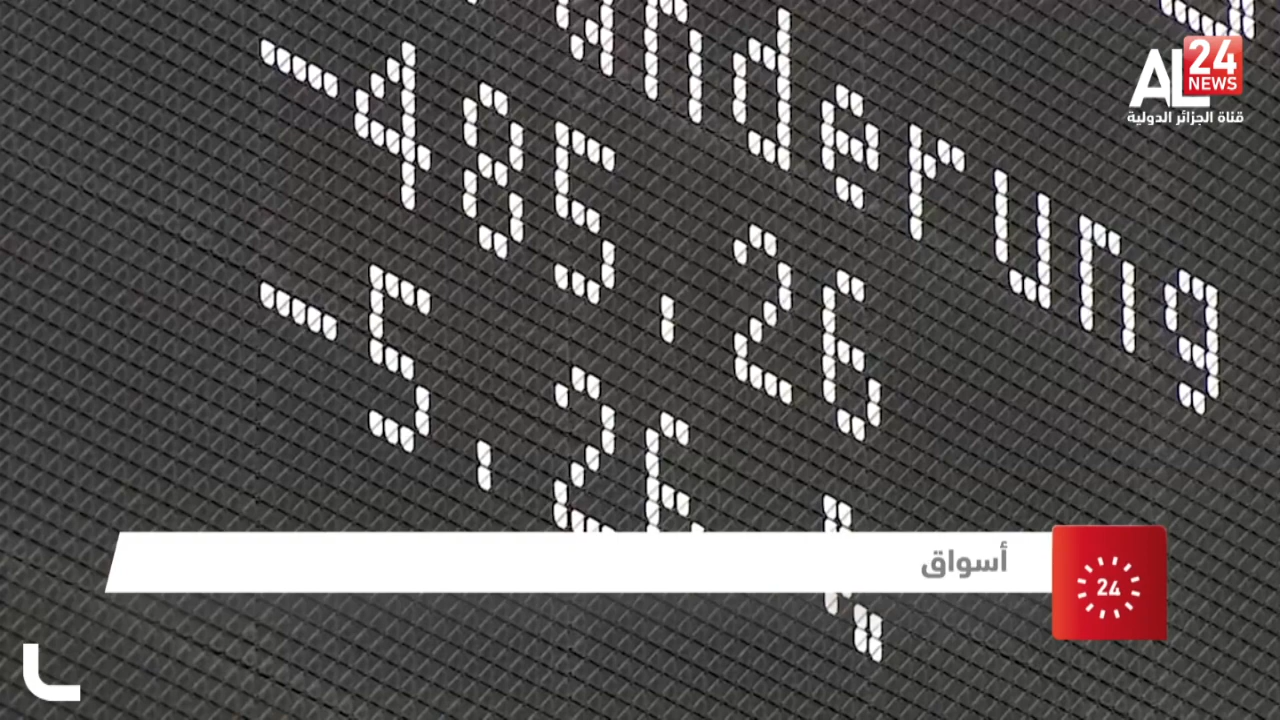 änderung
-485,26
-5,26 %
AL
24
NEWS
قناة الجزائر الدولية
أسواق
24